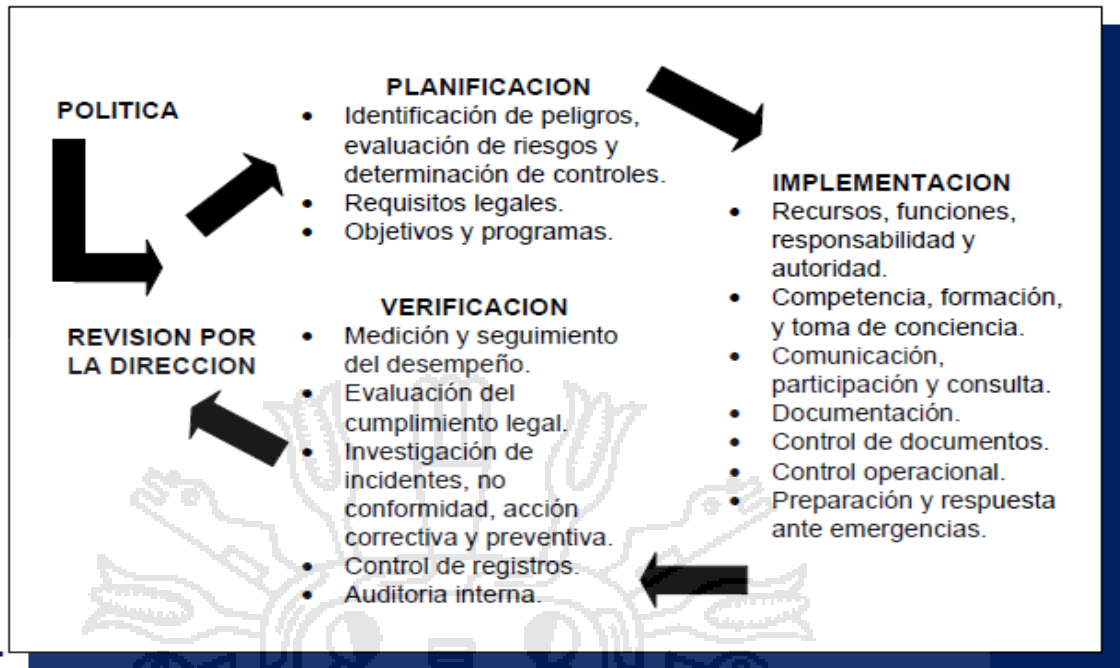 POLITICA
PLANIFICACION
• Identificación de peligros,
evaluación de riesgos y
determinación de controles.
• Requisitos legales.
• Objetivos y programas.
IMPLEMENTACION
• Recursos, funciones,
responsabilidad y
autoridad.
• Competencia, formación,
y toma de conciencia.
• Comunicación,
participación y consulta.
• Documentación.
• Control de documentos.
• Control operacional.
• Preparación y respuesta
ante emergencias.
VERIFICACION
• Medición y seguimiento
del desempeño.
• Evaluación del
cumplimiento legal.
• Investigación de
incidentes, no
conformidad, acción
correctiva y preventiva.
• Control de registros.
• Auditoria interna.
REVISION POR
LA DIRECCION